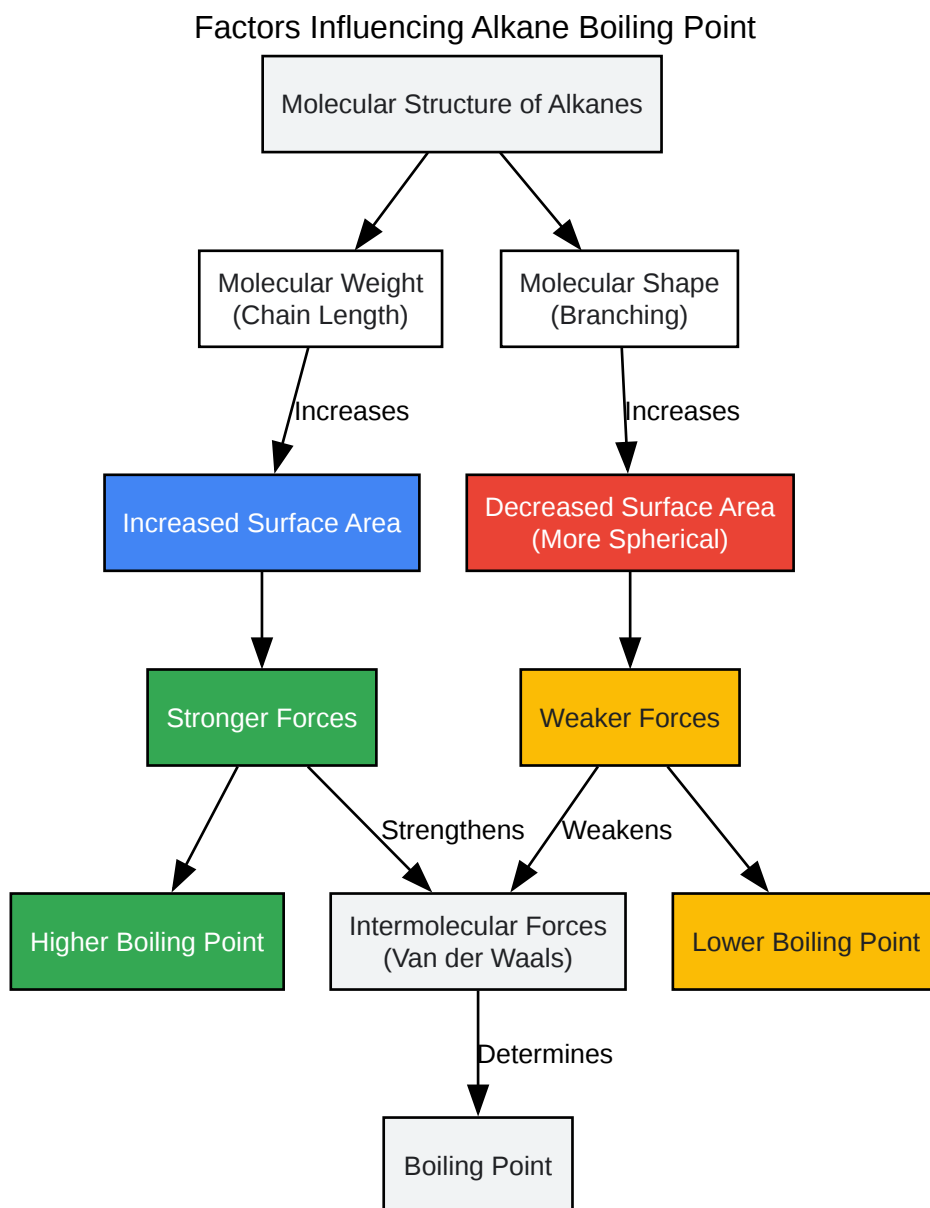 Factors Influencing Alkane Boiling Point
Molecular Structure of Alkanes
Molecular Weight
(Chain Length)
Molecular Shape
(Branching)
Increases
Increases
Increased Surface Area
Decreased Surface Area
(More Spherical)
Stronger Forces
Weaker Forces
Strengthens
Weakens
Higher Boiling Point
Intermolecular Forces
(Van der Waals)
Lower Boiling Point
Determines
Boiling Point